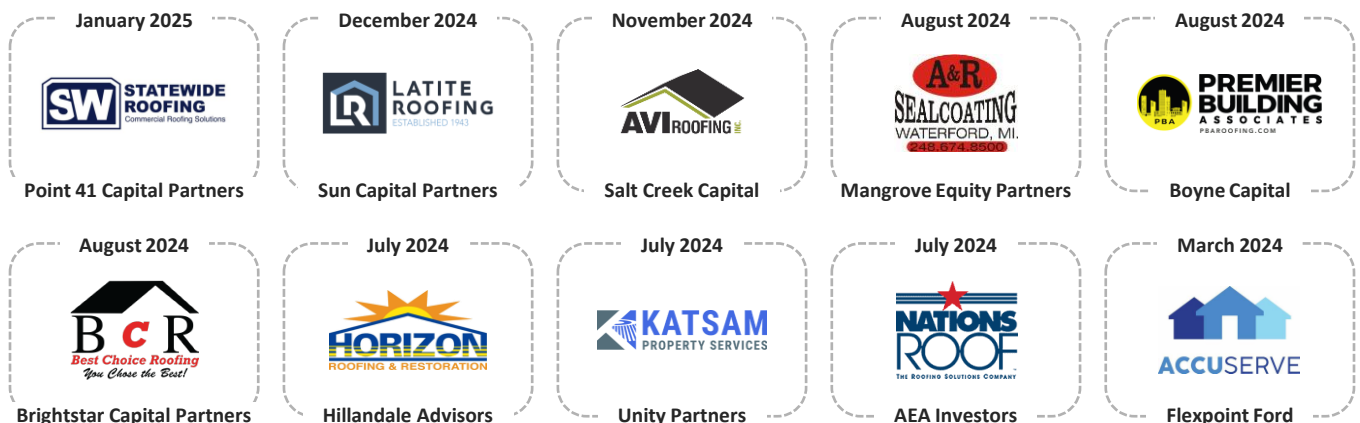 January 2025
SW STATEWIDE
ROOFING
Commercial Roofing Solutions
Point 41 Capital Partners
December 2024
LR LATITE
ROOFING
ESTABLISHED 1943
Sun Capital Partners
November 2024
AVI ROOFING INC.
Salt Creek Capital
August 2024
A&R
SEALCOATING
WATERFORD, MI.
248.674.8500
Mangrove Equity Partners
August 2024
PBA
PREMIER
BUILDING
ASSOCIATES
PBAROOFING.COM
Boyne Capital
August 2024
BCR
Best Choice Roofing
You Chose the Best!
Brightstar Capital Partners
July 2024
HORIZON
ROOFING & RESTORATION
Hillandale Advisors
July 2024
KATSAM
PROPERTY SERVICES
Unity Partners
July 2024
NATIONS
ROOF
THE ROOFING SOLUTIONS COMPANY
AEA Investors
March 2024
ACCUSERVE
Flexpoint Ford